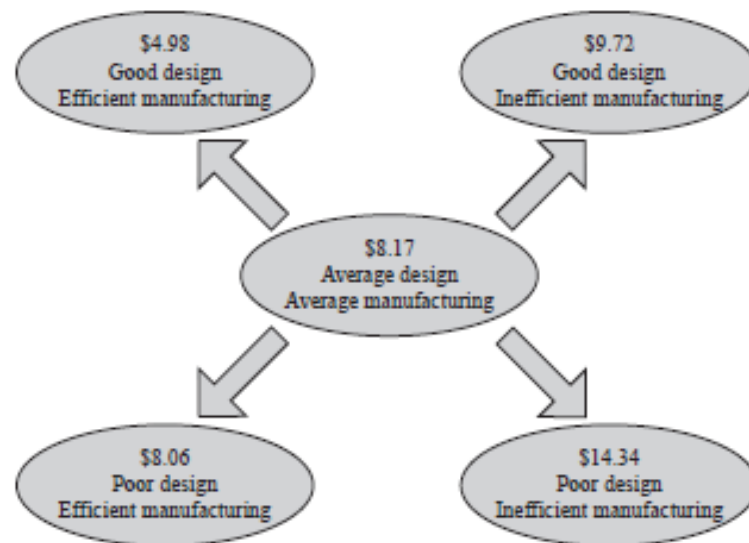 $4.98
Good design
Efficient manufacturing
$9.72
Good design
Inefficient manufacturing
$8.17
Average design
Average manufacturing
$8.06
Poor design
Efficient manufacturing
$14.34
Poor design
Inefficient manufacturing